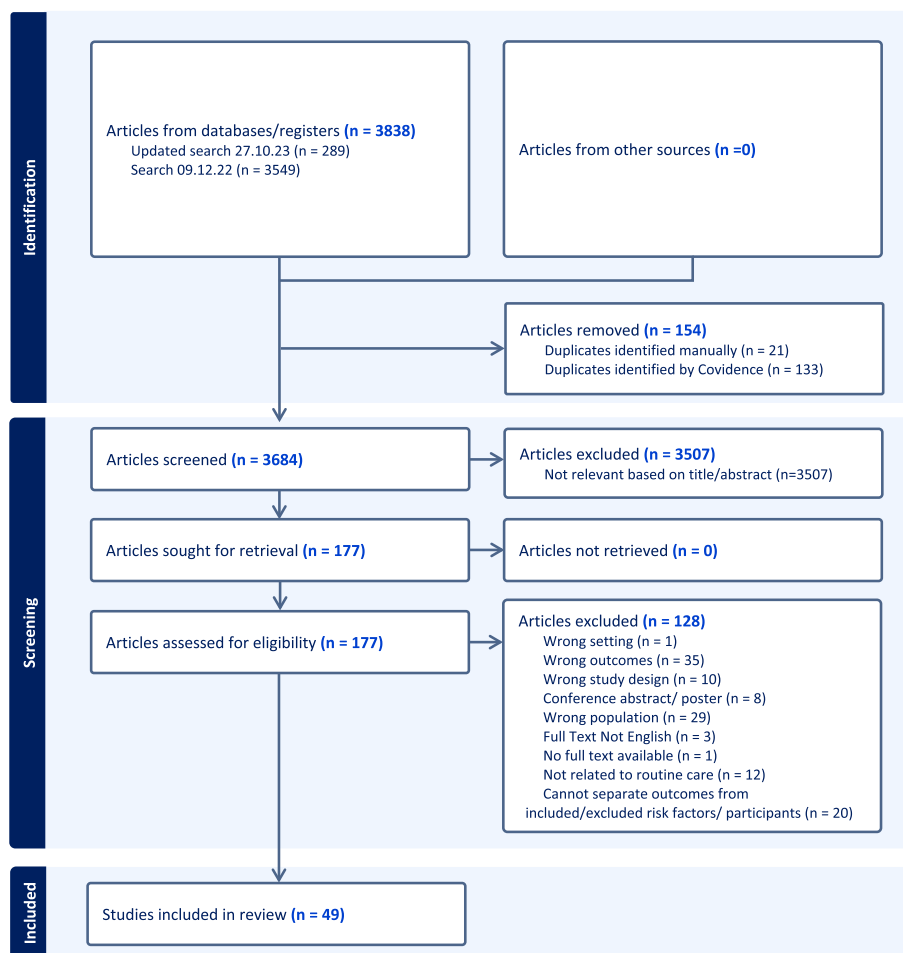 Identification
Articles from databases/registers (n = 3838)
Updated search 27.10.23 (n = 289)
Search 09.12.22 (n = 3549)
Articles from other sources (n =0)
Articles removed (n = 154)
Duplicates identified manually (n = 21)
Duplicates identified by Covidence (n = 133)
Screening
Articles screened (n = 3684)
Articles excluded (n = 3507)
Not relevant based on title/abstract (n=3507)
Articles sought for retrieval (n = 177)
Articles not retrieved (n = 0)
Articles assessed for eligibility (n = 177)
Articles excluded (n = 128)
Wrong setting (n = 1)
Wrong outcomes (n = 35)
Wrong study design (n = 10)
Conference abstract/ poster (n = 8)
Wrong population (n = 29)
Full Text Not English (n = 3)
No full text available (n = 1)
Not related to routine care (n = 12)
Cannot separate outcomes from
included/excluded risk factors/ participants (n = 20)
Included
Studies included in review (n = 49)